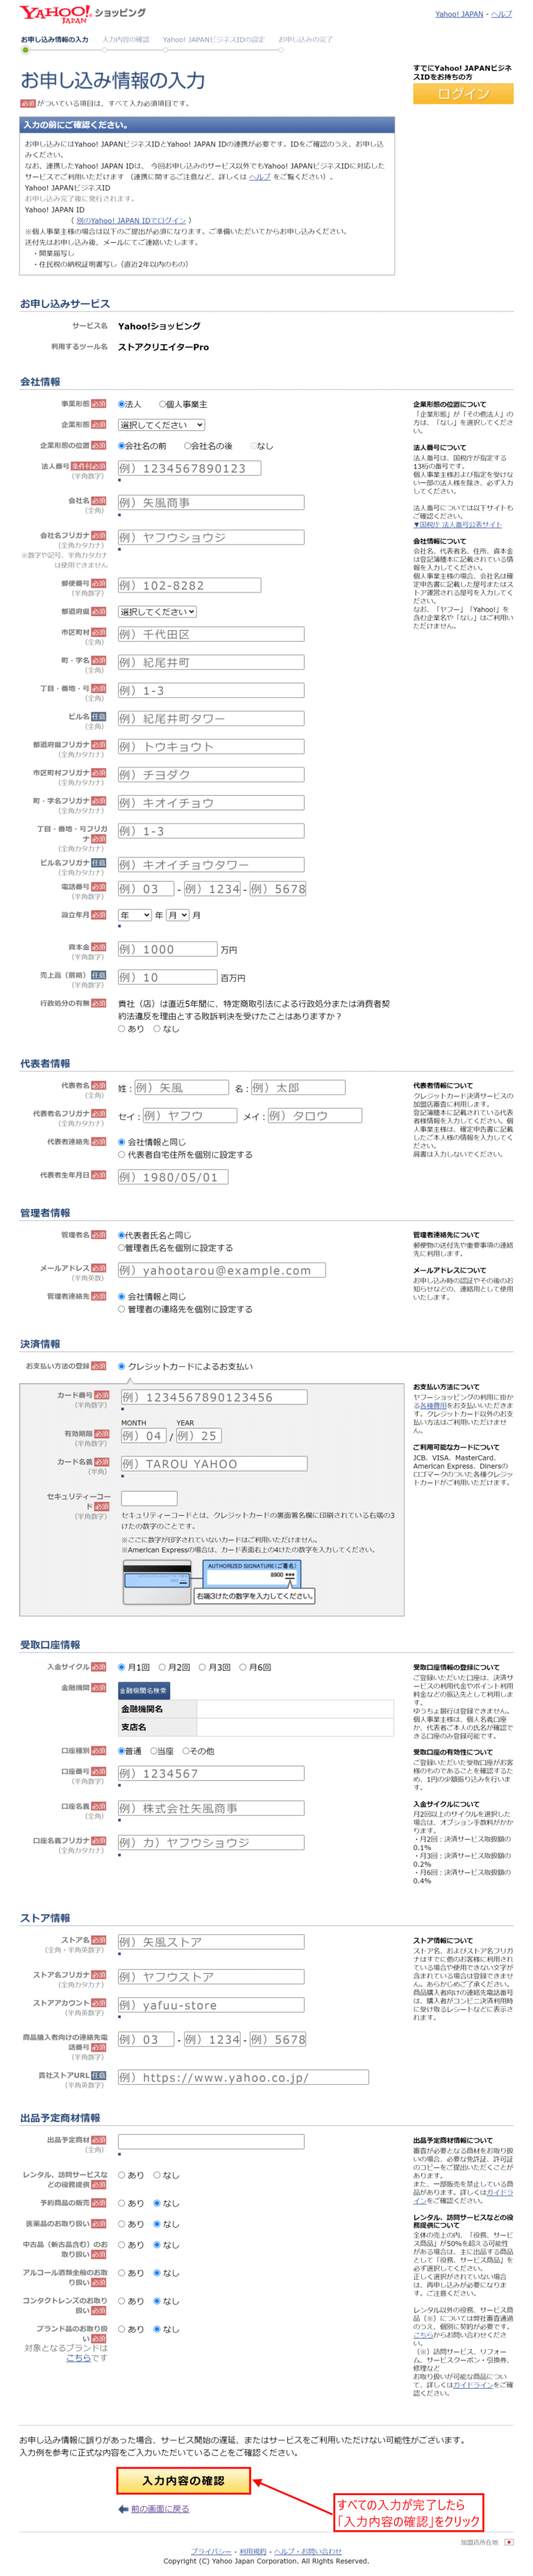 YAHOO! JAPAN ショッピング
Yahoo! JAPAN - ヘルプ
お申し込み情報の入力 入力内容の確認 Yahoo! JAPANビジネスIDの設定 お申し込みの完了
すでにYahoo! JAPANビジネスIDをお持ちの方
ログイン
お申し込み情報の入力
必須 がついている項目は、すべて入力必須項目です。
入力の前にご確認ください。
お申し込みにはYahoo! JAPANビジネスIDとYahoo! JAPAN IDの連携が必要です。IDをご確認のうえ、お申し込みください。
なお、連携したYahoo! JAPAN IDは、 今回お申し込みのサービス以外でもYahoo! JAPANビジネスIDに対応した
サービスでご利用いただけます （連携に関するご注意など、詳しくは ヘルプ をご覧ください）。
Yahoo! JAPANビジネスID
お申し込み完了後に発行されます。
Yahoo! JAPAN ID
（ 別のYahoo! JAPAN IDでログイン ）
※個人事業主様の場合は以下のご提出が必須になります。ご準備いただいてからお申し込みください。
送付先はお申し込み後、メールにてご連絡いたします。
・開業届写し
・住民税の納税証明書写し（直近2年以内のもの）
お申し込みサービス
サービス名 Yahoo!ショッピング
利用するツール名 ストアクリエイターPro
会社情報
事業形態 必須 法人 個人事業主
企業形態 必須 選択してください
企業形態の位置 必須 会社名の前 会社名の後 なし
法人番号 条件付必須 例）1234567890123
（半角数字）
会社名 必須 例）矢風商事
（全角）
会社名フリガナ 必須 例）ヤフウショウジ
（全角カタカナ）
※数字や記号、半角カタカナは使用できません
郵便番号 必須 例）102-8282
（半角数字）
都道府県 必須 選択してください
市区町村 必須 例）千代田区
（全角）
町・字名 必須 例）紀尾井町
（全角）
丁目・番地・号 必須 例）1-3
（全角）
ビル名 任意 例）紀尾井町タワー
（全角）
都道府県フリガナ 必須 例）トウキョウト
（全角カタカナ）
市区町村フリガナ 必須 例）チヨダク
（全角カタカナ）
町・字名フリガナ 必須 例）キオイチョウ
（全角カタカナ）
丁目・番地・号フリガナ 必須 例）1-3
（全角カタカナ）
ビル名フリガナ 任意 例）キオイチョウタワー
（全角カタカナ）
電話番号 必須 例）03 - 例）1234 - 例）5678
（半角数字）
設立年月 必須 年 年 月 月
資本金 必須 例）1000 万円
（半角数字）
売上高（前期） 任意 例）10 百万円
（半角数字）
行政処分の有無 必須 貴社（店）は直近5年間に、特定商取引法による行政処分または消費者契
約法違反を理由とする敗訴判決を受けたことはありますか？
あり なし
企業形態の位置について
「企業形態」が「その他法人」の方は、「なし」を選択してください。
法人番号について
法人番号は、国税庁が指定する13桁の番号です。
個人事業主様および指定を受けない一部の法人様を除き、必ず入力してください。
法人番号については以下サイトもご確認ください。
▼国税庁 法人番号公表サイト
会社情報について
会社名、代表者名、住所、資本金は登記簿謄本に記載されている情報を入力してください。
個人事業主様の場合、会社名は確定申告書に記載した屋号またはストア運営される屋号を入力してください。
なお、「ヤフー」「Yahoo!」を含む企業名や「なし」はご利用いただけません。
代表者情報
代表者名 必須 姓：例）矢風 名：例）太郎
（全角）
代表者名フリガナ 必須 セイ：例）ヤフウ メイ：例）タロウ
（全角カタカナ）
代表者連絡先 必須 会社情報と同じ
代表者自宅住所を個別に設定する
代表者生年月日 必須 例）1980/05/01
代表者情報について
クレジットカード決済サービスの加盟店審査に利用します。
登記簿謄本に記載されている代表者様情報を入力してください。個人事業主様は、確定申告書に記載したご本人様の情報を入力してください。
肩書は入力しないでください。
管理者情報
管理者名 必須 代表者氏名と同じ
管理者氏名を個別に設定する
メールアドレス 必須 例）yahootarou@example.com
（半角英数）
管理者連絡先 必須 会社情報と同じ
管理者の連絡先を個別に設定する
管理者連絡先について
郵便物の送付先や重要事項の連絡先に利用します。
メールアドレスについて
お申し込み時の認証やその後のお知らせなどの、連絡用として使用いたします。
決済情報
お支払い方法の登録 必須 クレジットカードによるお支払い
カード番号 必須 例）1234567890123456
（半角数字）
MONTH YEAR
有効期限 必須 例）04 / 例）25
（半角数字）
カード名義 必須 例）TAROU YAHOO
（半角）
セキュリティーコード 必須
（半角数字）
セキュリティーコードとは、クレジットカードの裏面署名欄に印刷されている右端の3
けたの数字のことです。
※ここに数字が印字されていないカードはご利用いただけません。
※American Expressの場合は、カード表面右上の4けたの数字を入力してください。
AUTHORIZED SIGNATURE (ご署名)
8900 ●●●
右端3けたの数字を入力してください。
お支払い方法について
ヤフーショッピングの利用に掛かる各種費用をお支払いいただきます。クレジットカード以外のお支払い方法はご利用いただけません。
ご利用可能なカードについて
JCB、VISA、MasterCard、American Express、Dinersのロゴマークのついた各種クレジットカードがご利用いただけます。
受取口座情報
入金サイクル 必須 月1回 月2回 月3回 月6回
金融機関 必須 金融機関名検索
金融機関名
支店名
口座種別 必須 普通 当座 その他
口座番号 必須 例）1234567
（半角数字）
口座名義 必須 例）株式会社矢風商事
（全角）
口座名義フリガナ 必須 例）カ）ヤフウショウジ
（全角カタカナ）
受取口座情報の登録について
ご登録いただいた口座は、決済サービスの利用代金やポイント利用料金などの振込先として利用します。
ゆうちょ銀行は登録できません。
個人事業主様は、個人名義口座か、代表者ご本人の氏名が確認できる口座のみ登録可能です。
受取口座の有効性について
ご登録いただいた受取口座がお客様のものであることを確認するため、1円の少額振り込みを行います。
入金サイクルについて
月2回以上のサイクルを選択した場合は、オプション手数料がかかります。
・月2回：決済サービス取扱額の0.1%
・月3回：決済サービス取扱額の0.2%
・月6回：決済サービス取扱額の0.4%
ストア情報
ストア名 必須 例）矢風ストア
（全角・半角英数字）
ストア名フリガナ 必須 例）ヤフウストア
（全角カタカナ）
ストアアカウント 必須 例）yafuu-store
（半角英数字）
商品購入者向けの連絡先電話番号 必須 例）03 - 例）1234 - 例）5678
（半角数字）
貴社ストアURL 任意 例）https://www.yahoo.co.jp/
（半角英数字）
ストア情報について
ストア名、およびストア名フリガナはすでに他のお客様に利用されている場合や使用できない文字が含まれている場合は登録できません。あらかじめご了承ください。
商品購入者向けの連絡先電話番号は、購入者がコンビニ決済利用時に受け取るレシートなどに表示されます。
出品予定商材情報
出品予定商材 必須
（全角）
レンタル、訪問サービスなどの役務提供 必須 あり なし
予約商品の販売 必須 あり なし
医薬品のお取り扱い 必須 あり なし
中古品（新古品含む）のお取り扱い 必須 あり なし
アルコール酒類全般のお取り扱い 必須 あり なし
コンタクトレンズのお取り扱い 必須 あり なし
ブランド品のお取り扱い 必須 あり なし
対象となるブランドはこちらです
出品予定商材情報について
審査が必要となる商材をお取り扱いの場合、必要な免許証、許可証のコピーをご提出いただくことがあります。
また、一部販売を禁止している商品があります。詳しくはガイドラインをご確認ください。
レンタル、訪問サービスなどの役務提供について
全体の売上の内、「役務、サービス商品」が50%を超える可能性がある場合は、主に出品する商品として「役務、サービス商品」を必ず選択してください。
正しく選択がされていない場合は、再申し込みが必要になります。ご注意ください。
レンタル以外の役務、サービス商品（※）については弊社審査通過のうえ、個別に契約が必要です。こちらからお問い合わせください。
（※）訪問サービス、リフォーム、サービスクーポン・引換券、修理など
お取り扱いが可能な商品について、詳しくはガイドラインをご確認ください。
お申し込み情報に誤りがあった場合、サービス開始の遅延、またはサービスをご利用いただけない可能性がございます。
入力例を参考に正式な内容をご入力いただいていることをご確認ください。
入力内容の確認
前の画面に戻る
すべての入力が完了したら
「入力内容の確認」をクリック
加盟店所在地
プライバシー - 利用規約 - ヘルプ・お問い合わせ
Copyright (C) Yahoo Japan Corporation. All Rights Reserved.